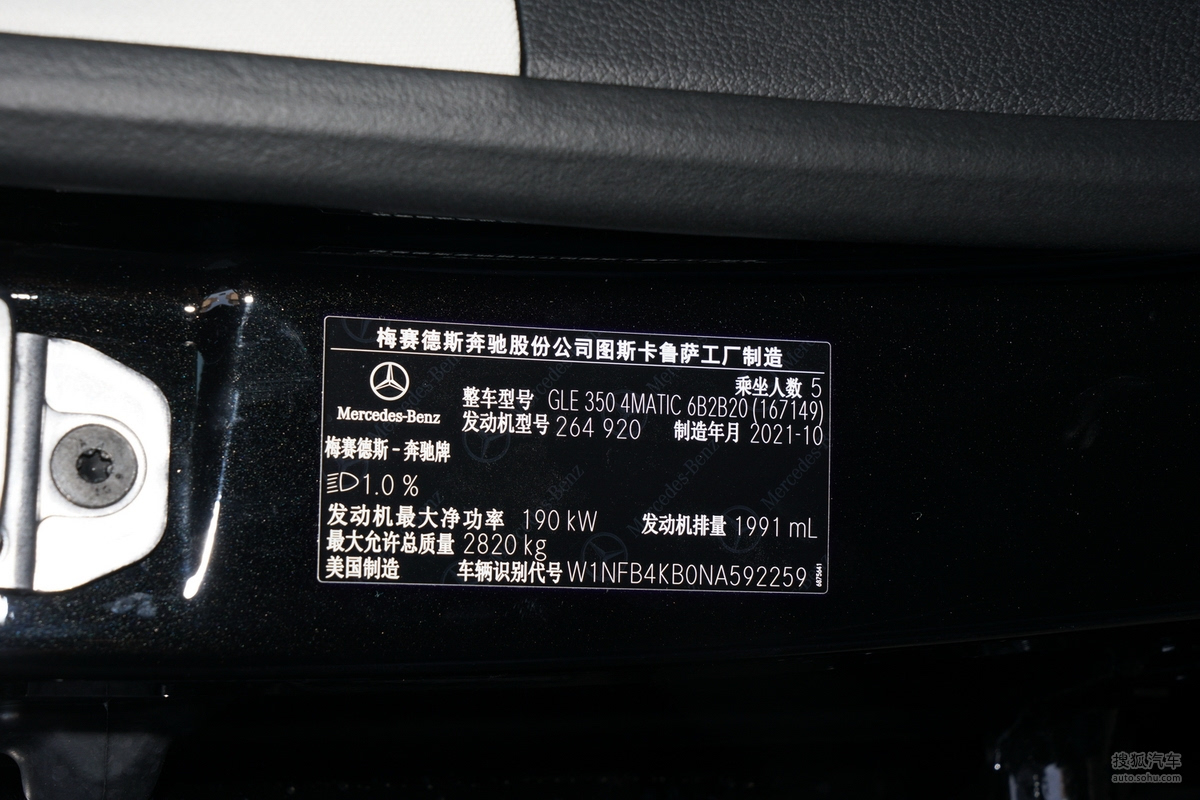 梅赛德斯奔驰股份公司图斯卡鲁萨工厂制造
乘坐人数 5
Mercedes-Benz
整车型号 GLE 350 4MATIC 6B2B20 (167149)
发动机型号 264 920 制造年月 2021-10
梅赛德斯－奔驰牌
1.0 %
发动机最大净功率 190 kW 发动机排量 1991 mL
最大允许总质量 2820 kg
美国制造 车辆识别代号 W1NFB4KB0NA592259
搜狐汽车
auto.sohu.com